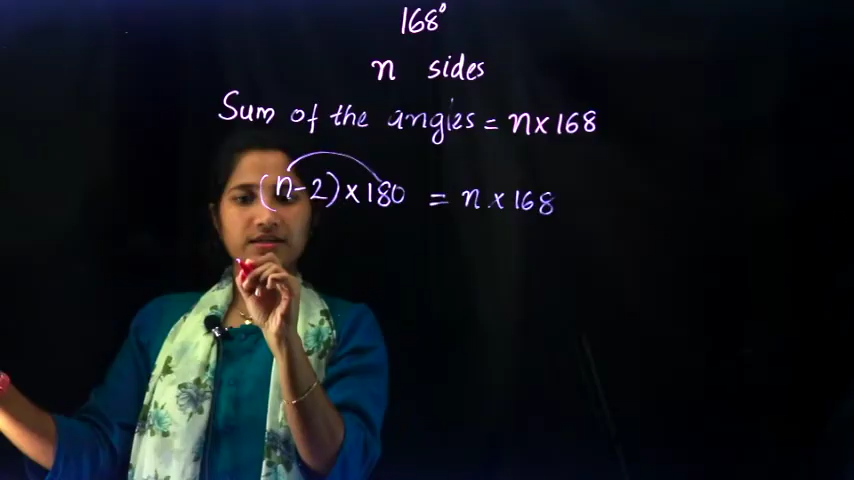 168°
n sides
Sum of the angles = n×168
(n-2)×180 = n×168